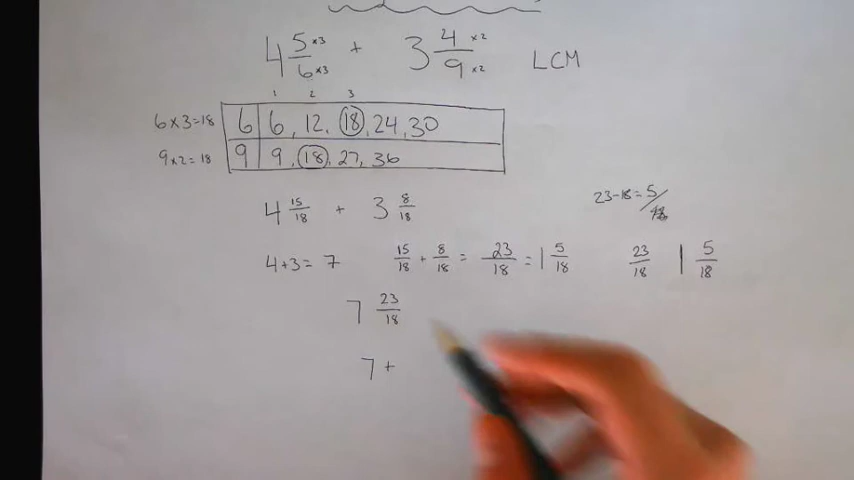 4 5/6 ×3 ×3 + 3 4/9 ×2 ×2 LCM
1 2 3
6×3=18 6 6, 12, 18, 24, 30
9×2=18 9 9, 18, 27, 36
23-18=5/18
4 15/18 + 3 8/18
4+3=7 15/18 + 8/18 = 23/18 = 1 5/18 23/18 1 5/18
7 23/18
7+